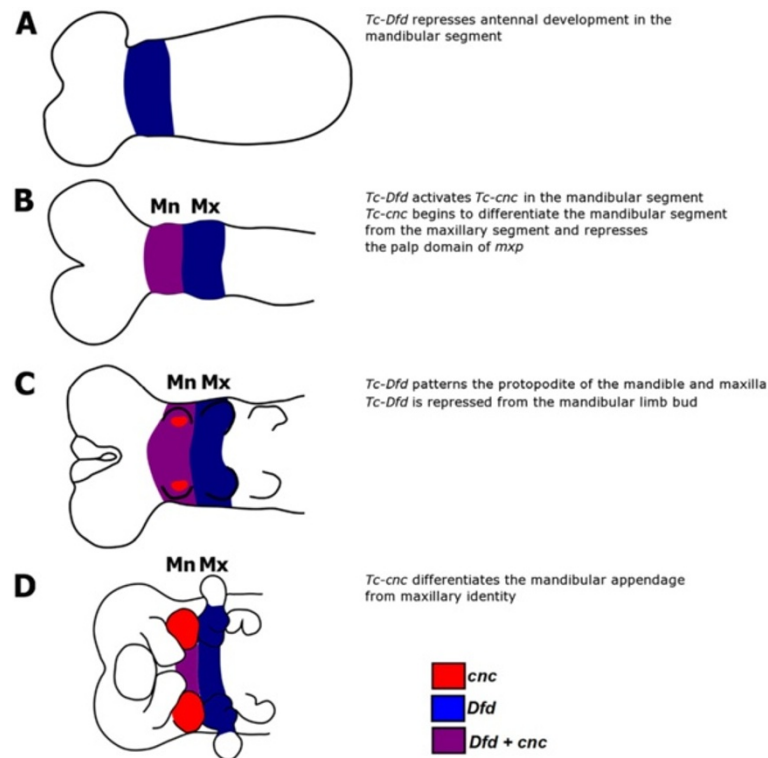 A
Tc-Dfd represses antennal development in the
mandibular segment
B
Mn Mx
Tc-Dfd activates Tc-cnc in the mandibular segment
Tc-cnc begins to differentiate the mandibular segment
from the maxillary segment and represses
the palp domain of mxp
C
Mn Mx
Tc-Dfd patterns the protopodite of the mandible and maxilla
Tc-Dfd is repressed from the mandibular limb bud
D
Mn Mx
Tc-cnc differentiates the mandibular appendage
from maxillary identity
cnc
Dfd
Dfd + cnc